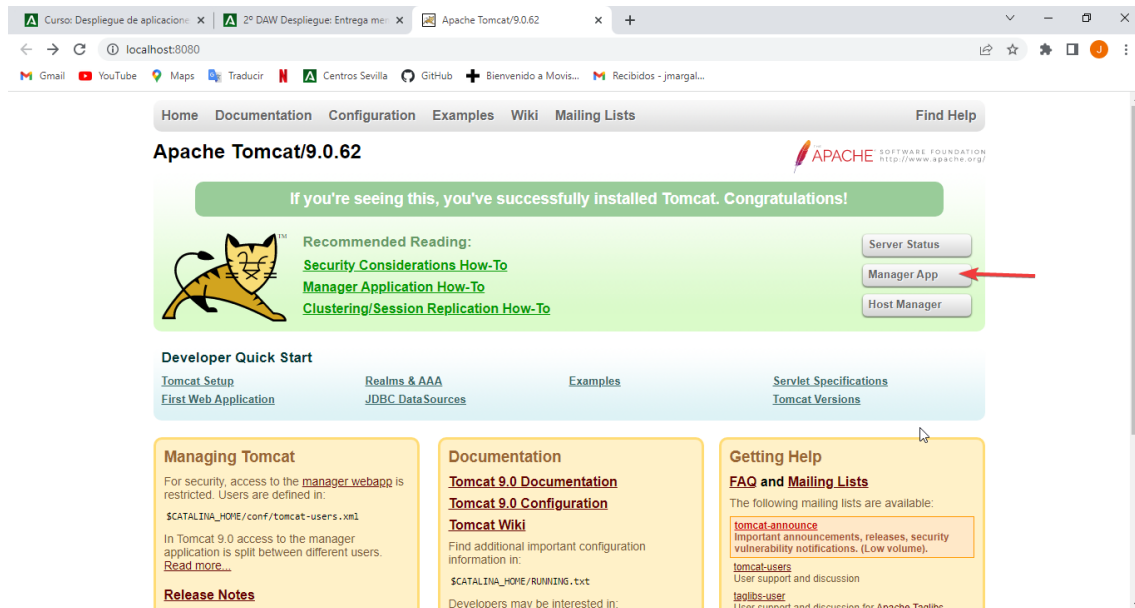 Curso: Despliegue de aplicacione
2º DAW Despliegue: Entrega mem
Apache Tomcat/9.0.62
localhost:8080
J
Gmail
YouTube
Maps
Traducir
Centros Sevilla
GitHub
Bienvenido a Movis...
Recibidos - jmargal...
Home Documentation Configuration Examples Wiki Mailing Lists Find Help
Apache Tomcat/9.0.62
APACHE SOFTWARE FOUNDATION
http://www.apache.org/
If you're seeing this, you've successfully installed Tomcat. Congratulations!
TM
Recommended Reading:
Security Considerations How-To
Manager Application How-To
Clustering/Session Replication How-To
Server Status
Manager App
Host Manager
Developer Quick Start
Tomcat Setup
First Web Application
Realms & AAA
JDBC DataSources
Examples
Servlet Specifications
Tomcat Versions
Managing Tomcat
For security, access to the manager webapp is
restricted. Users are defined in:
$CATALINA_HOME/conf/tomcat-users.xml
In Tomcat 9.0 access to the manager
application is split between different users.
Read more...
Release Notes
Documentation
Tomcat 9.0 Documentation
Tomcat 9.0 Configuration
Tomcat Wiki
Find additional important configuration
information in:
$CATALINA_HOME/RUNNING.txt
Developers may be interested in:
Getting Help
FAQ and Mailing Lists
The following mailing lists are available:
tomcat-announce
Important announcements, releases, security
vulnerability notifications. (Low volume).
tomcat-users
User support and discussion
taglibs-user
User support and discussion for Apache Taglibs